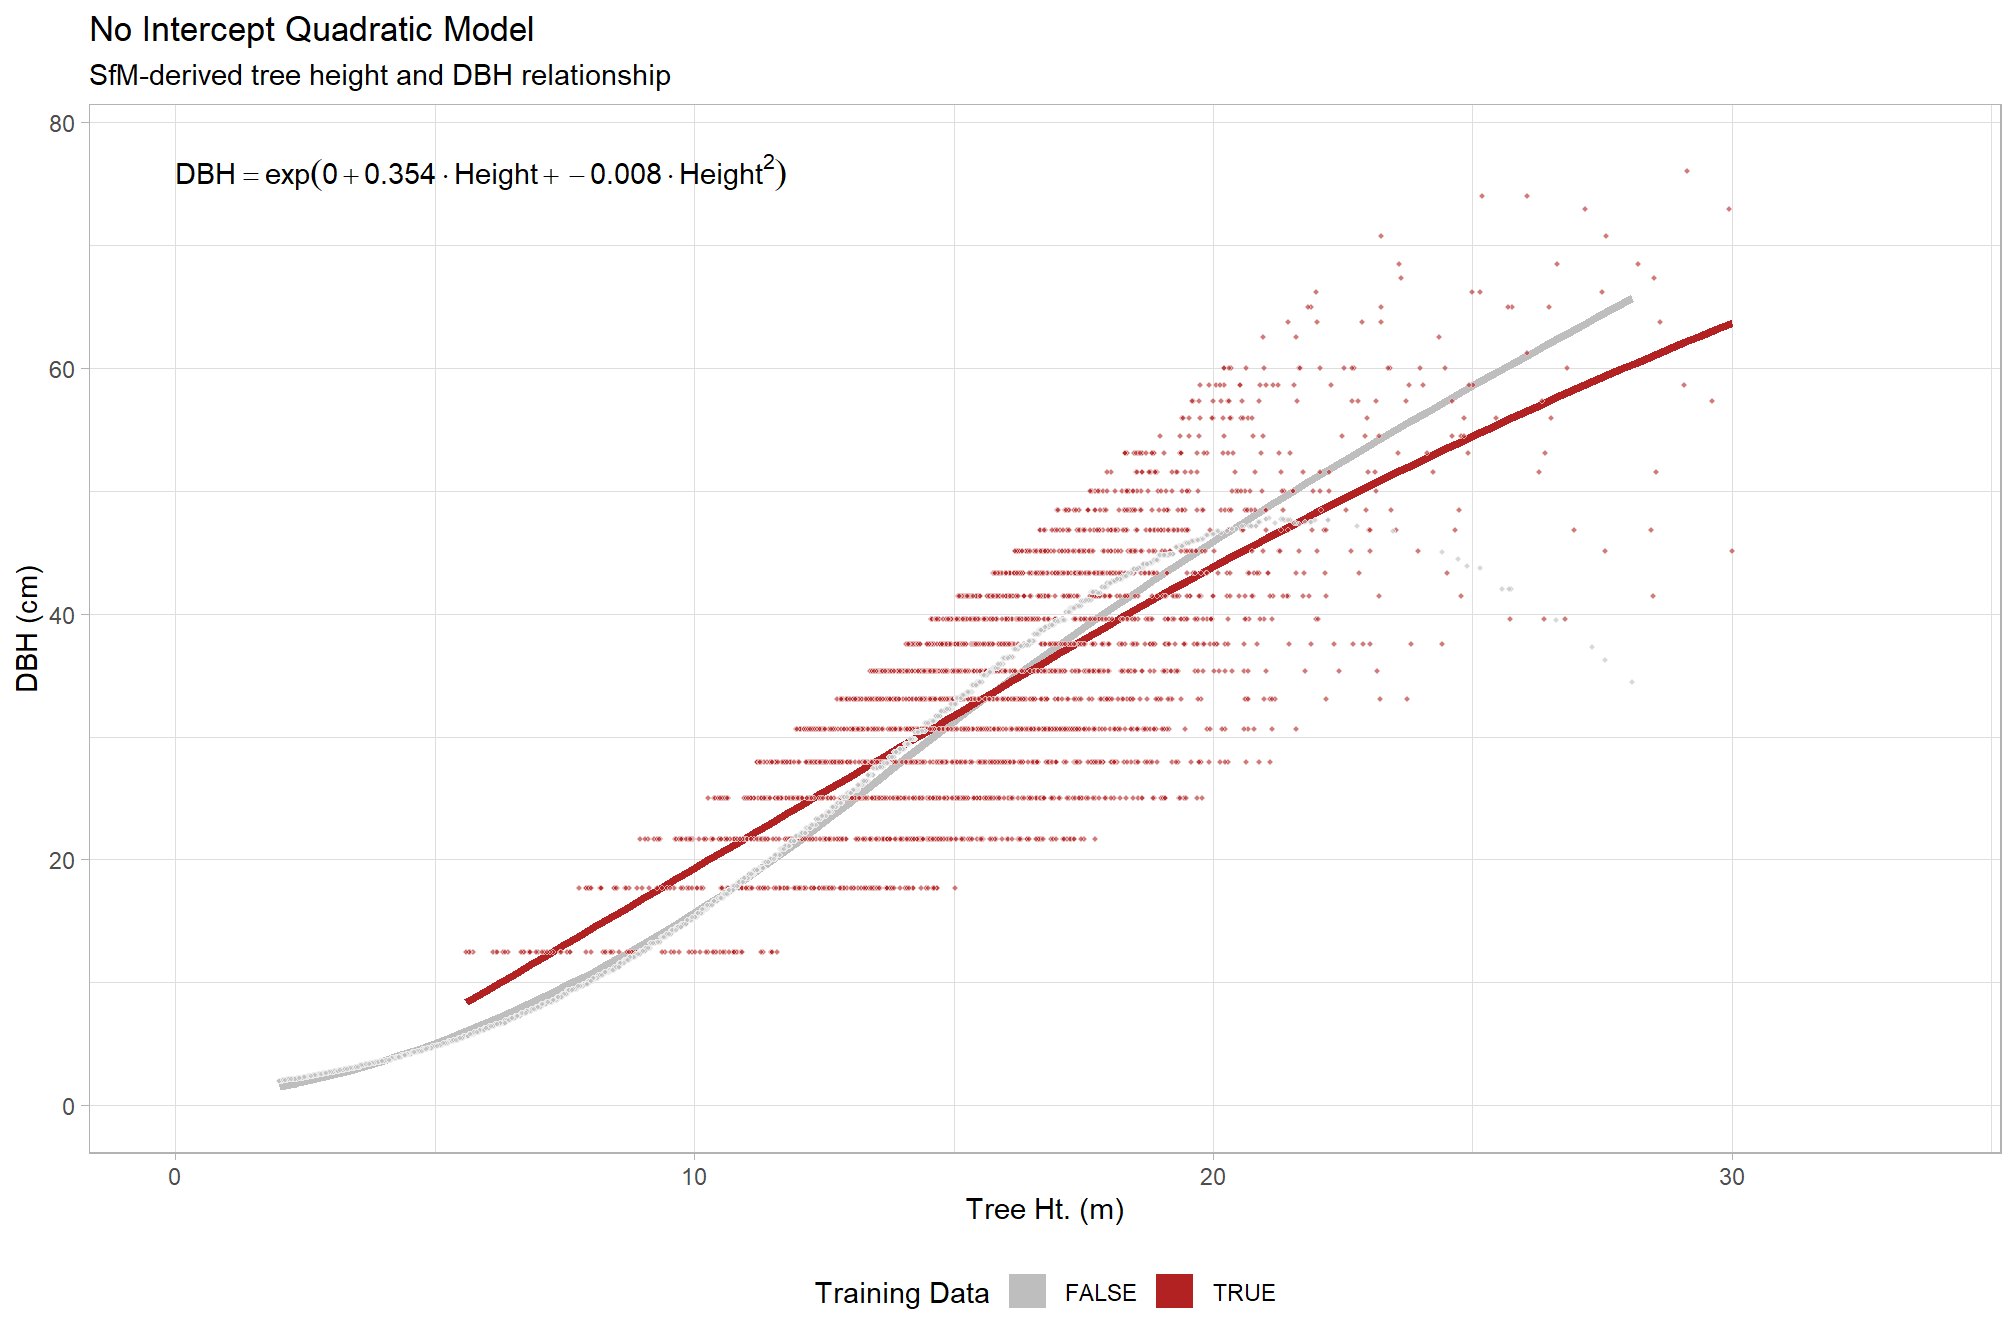 No Intercept Quadratic Model
SfM-derived tree height and DBH relationship
DBH = exp(0 + 0.354 · Height + − 0.008 · Height²)
80
60
40
20
0
DBH (cm)
0 10 20 30
Tree Ht. (m)
Training Data FALSE TRUE